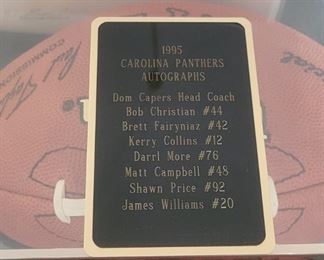 1995
CAROLINA PANTHERS
AUTOGRAPHS
Dom Capers Head Coach
Bob Christian #44
Brett Fairyniaz #42
Kerry Collins #12
Darrl More #76
Matt Campbell #48
Shawn Price #92
James Williams #20